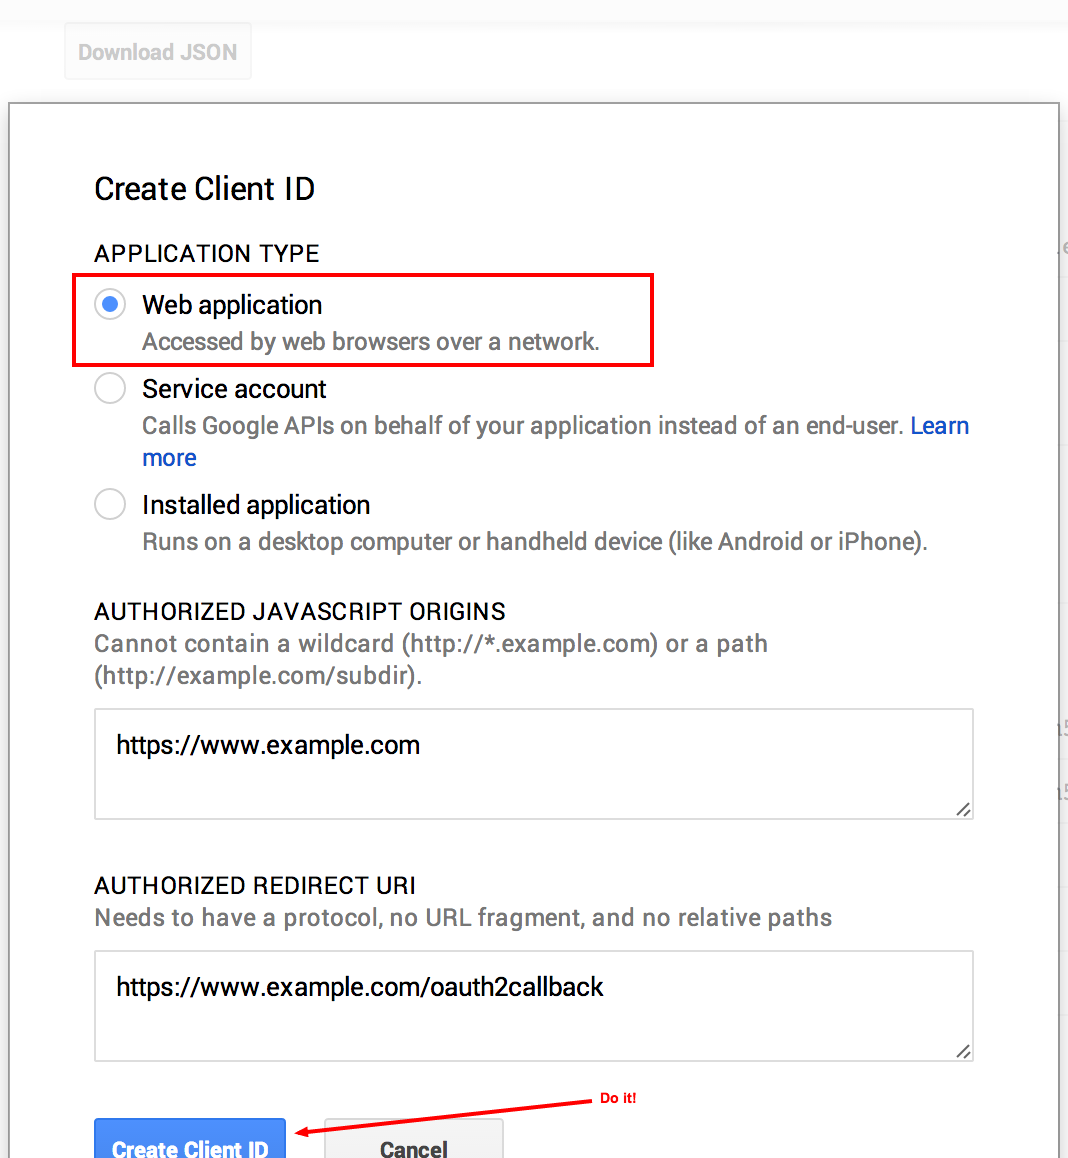 Download JSON
Create Client ID
APPLICATION TYPE
Web application
Accessed by web browsers over a network.
Service account
Calls Google APIs on behalf of your application instead of an end-user. Learn
more
Installed application
Runs on a desktop computer or handheld device (like Android or iPhone).
AUTHORIZED JAVASCRIPT ORIGINS
Cannot contain a wildcard (http://*.example.com) or a path
(http://example.com/subdir).
https://www.example.com
AUTHORIZED REDIRECT URI
Needs to have a protocol, no URL fragment, and no relative paths
https://www.example.com/oauth2callback
Do it!
Create Client ID Cancel